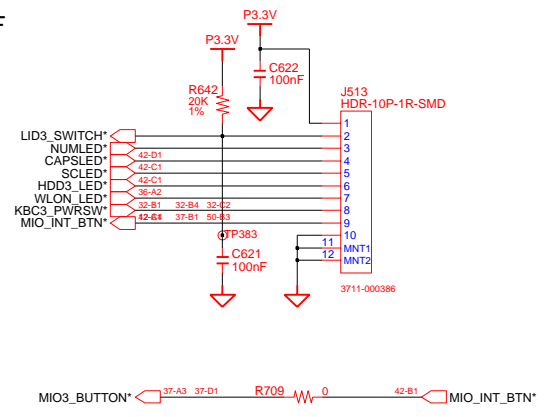 F
P3.3V
P3.3V
C622
100nF
R642
20K
1%
J513
HDR-10P-1R-SMD
LID3_SWITCH*
NUMLED*
CAPSLED* 42-D1
SCLED* 42-C1
HDD3_LED* 42-C1
WLON_LED* 36-A2
KBC3_PWRSW* 32-B1 32-B4 32-C2
MIO_INT_BTN* 37-B1 50-B3
1
2
3
4
5
6
7
8
9
10
11 MNT1
12 MNT2
TP383
C621
100nF
3711-000386
MIO3_BUTTON* 37-A3 37-D1 R709 0 42-B1 MIO_INT_BTN*